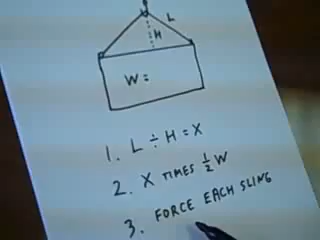 L
H
W=
1. L ÷ H = X
2. X TIMES 1/2 W
3. FORCE EACH SLING